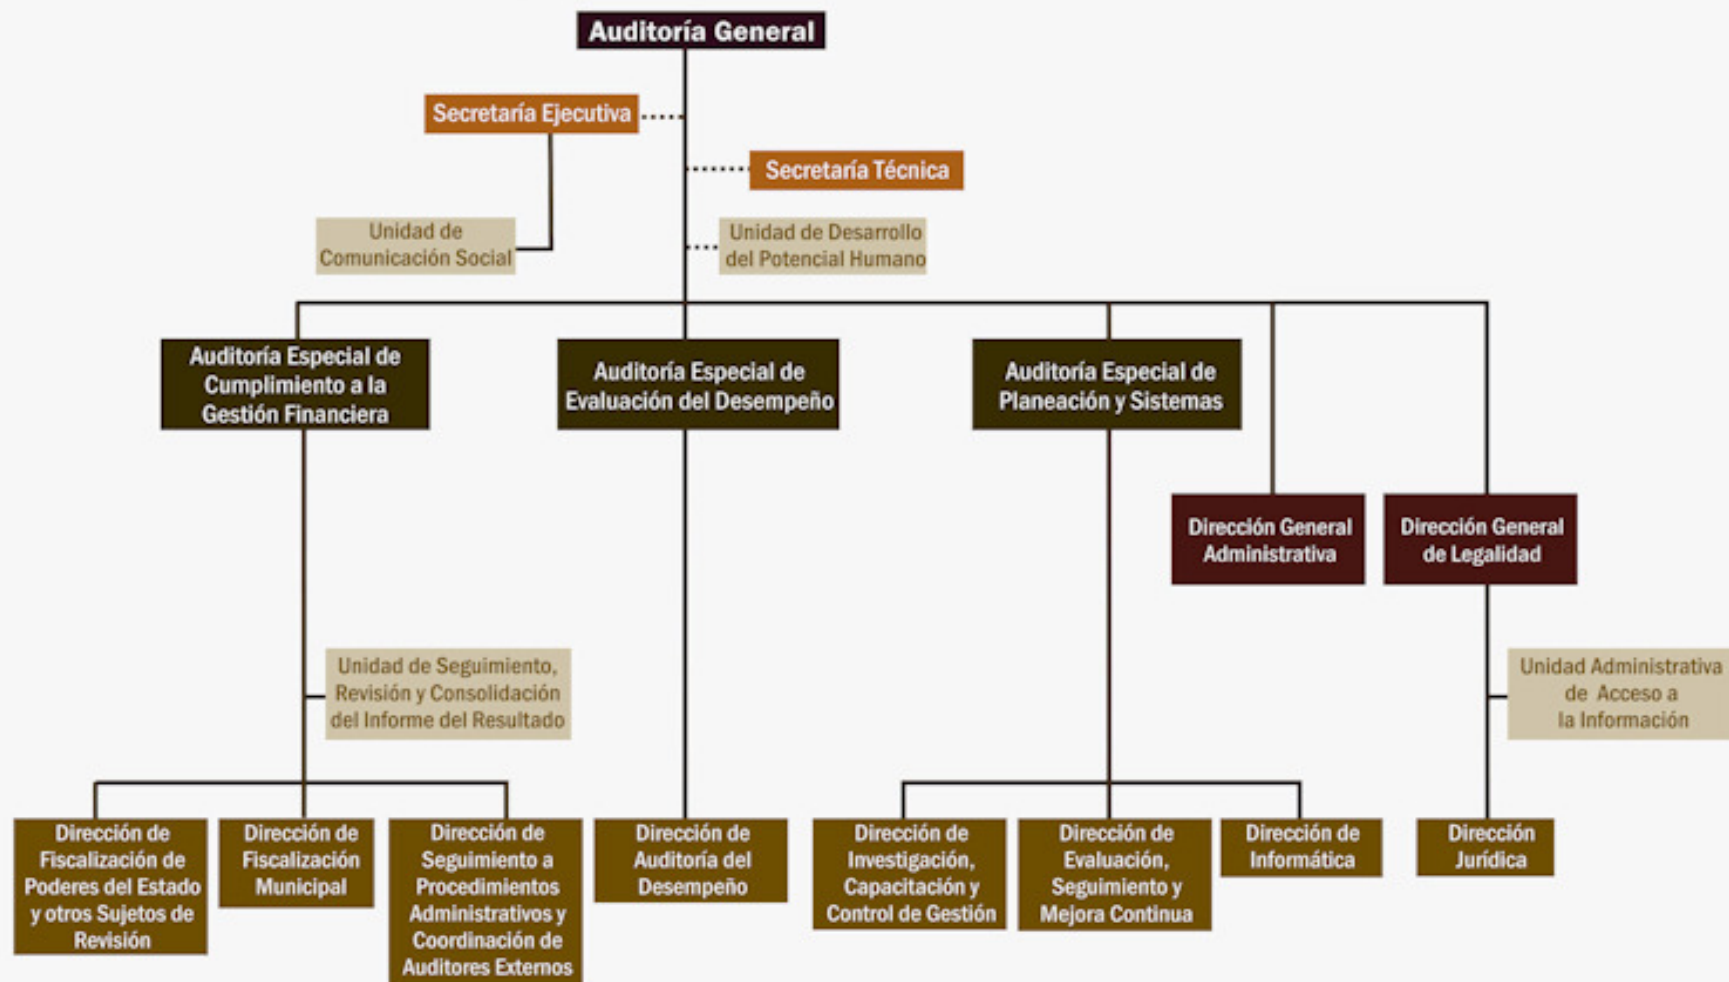 Auditoría General
Secretaría Ejecutiva
Secretaría Técnica
Unidad de
Comunicación Social
Unidad de Desarrollo
del Potencial Humano
Auditoría Especial de
Cumplimiento a la
Gestión Financiera
Auditoría Especial de
Evaluación del Desempeño
Auditoría Especial de
Planeación y Sistemas
Dirección General
Administrativa
Dirección General
de Legalidad
Unidad de Seguimiento,
Revisión y Consolidación
del Informe del Resultado
Unidad Administrativa
de Acceso a
la Información
Dirección de
Fiscalización de
Poderes del Estado
y otros Sujetos de
Revisión
Dirección de
Fiscalización
Municipal
Dirección de
Seguimiento a
Procedimientos
Administrativos y
Coordinación de
Auditores Externos
Dirección de
Auditoría del
Desempeño
Dirección de
Investigación,
Capacitación y
Control de Gestión
Dirección de
Evaluación,
Seguimiento y
Mejora Continua
Dirección de
Informática
Dirección
Jurídica